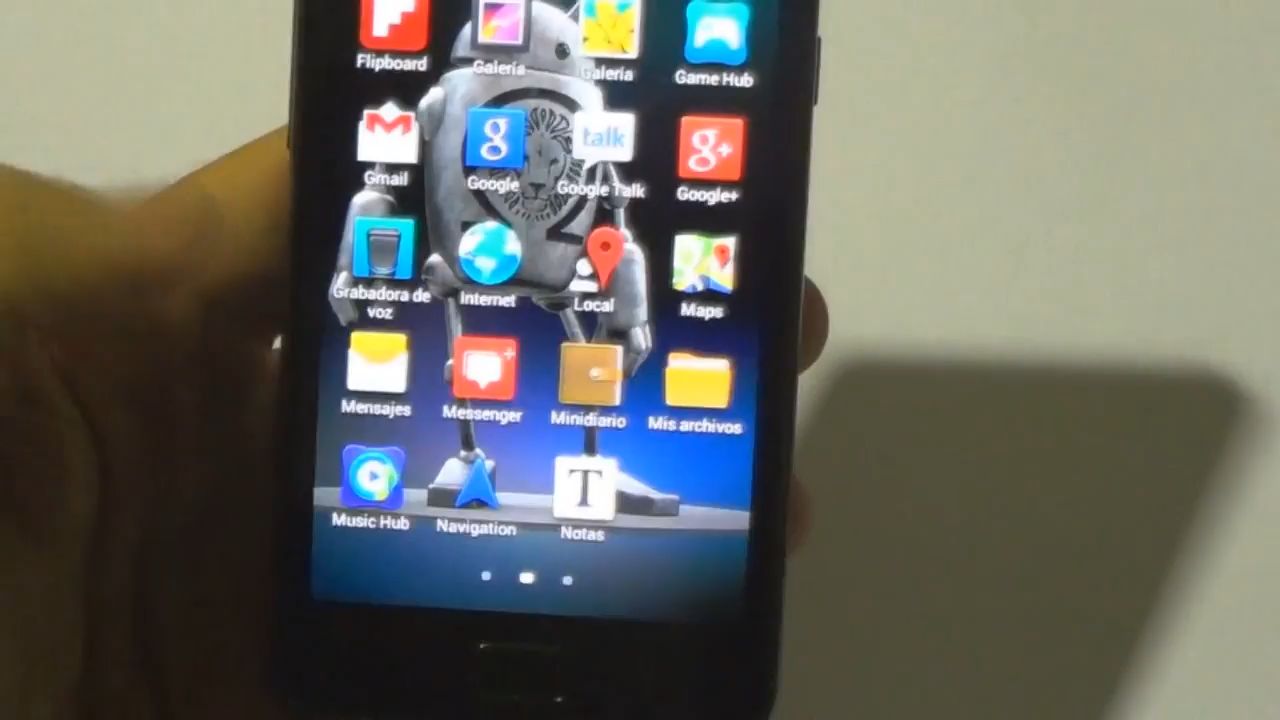 Flipboard
Galería
Galería
Game Hub
M
g
talk
g+
Gmail
Google
Google Talk
Google+
Grabadora de
voz
Internet
Local
Maps
Mensajes
Messenger
Minidiario
Mis archivos
T
Music Hub
Navigation
Notas